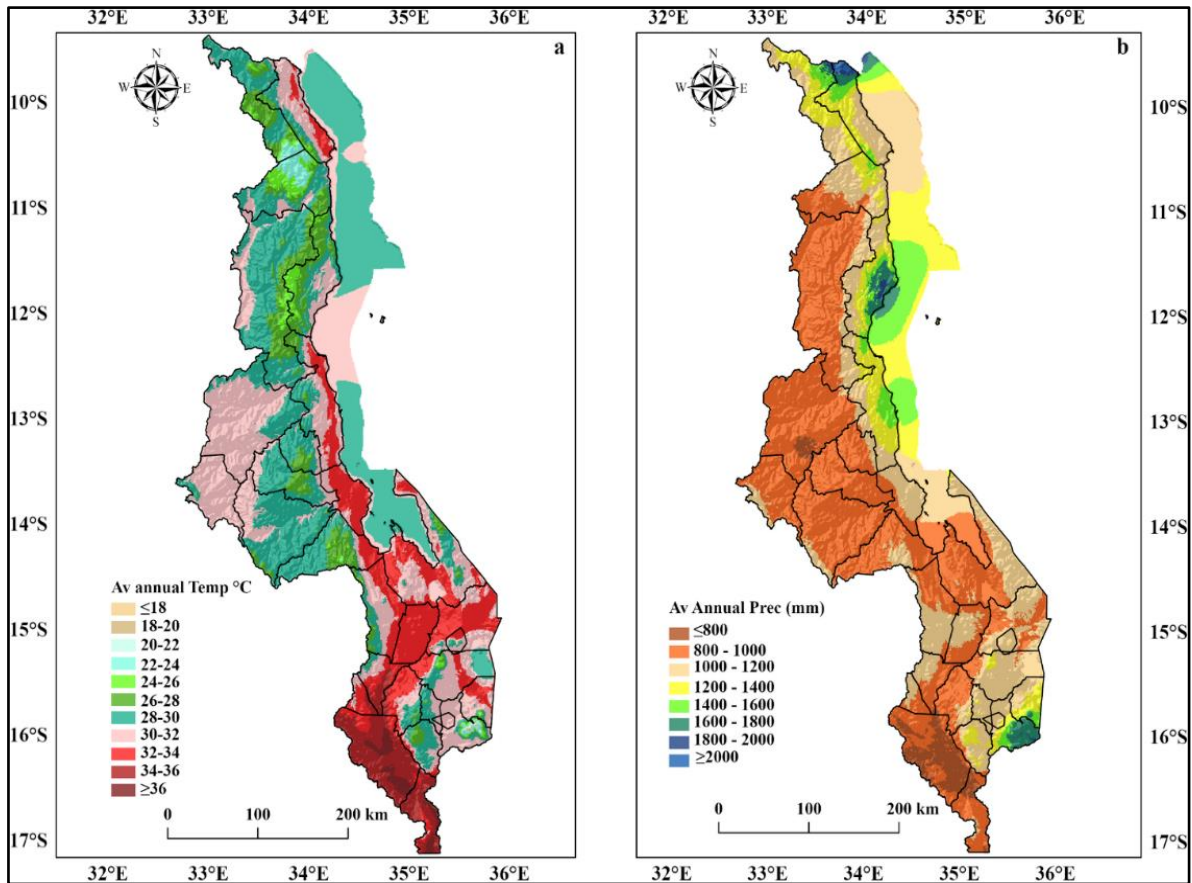 32°E 33°E 34°E 35°E 36°E
a
N
W E
S
10°S
11°S
12°S
13°S
14°S
15°S
16°S
17°S
Av annual Temp °C
≤18
18-20
20-22
22-24
24-26
26-28
28-30
30-32
32-34
34-36
≥36
0 100 200 km
32°E 33°E 34°E 35°E 36°E
32°E 33°E 34°E 35°E 36°E
b
N
W E
S
10°S
11°S
12°S
13°S
14°S
15°S
16°S
17°S
Av Annual Prec (mm)
≤800
800 - 1000
1000 - 1200
1200 - 1400
1400 - 1600
1600 - 1800
1800 - 2000
≥2000
0 100 200 km
32°E 33°E 34°E 35°E 36°E